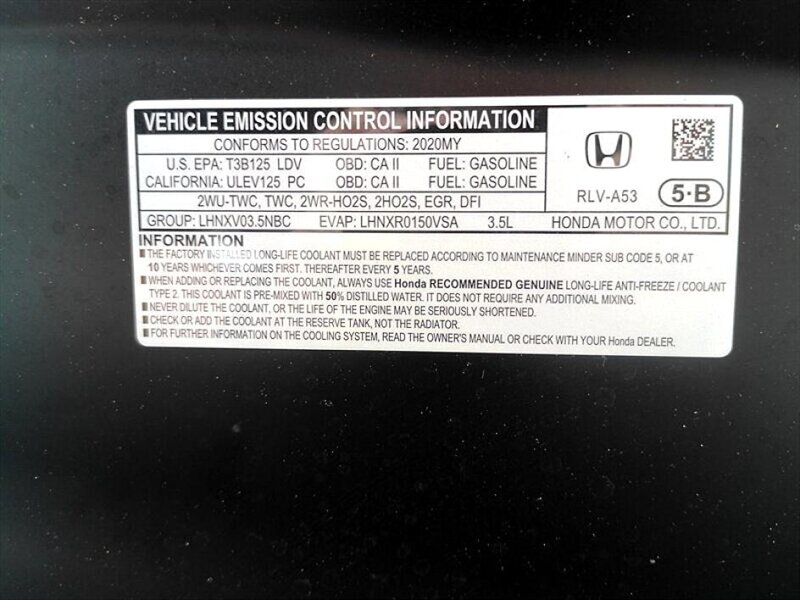 VEHICLE EMISSION CONTROL INFORMATION
CONFORMS TO REGULATIONS: 2020MY
U.S. EPA: T3B125 LDV OBD: CA II FUEL: GASOLINE
CALIFORNIA: ULEV125 PC OBD: CA II FUEL: GASOLINE
2WU-TWC, TWC, 2WR-HO2S, 2HO2S, EGR, DFI
RLV-A53 5·B
GROUP: LHNXV03.5NBC EVAP: LHNXR0150VSA 3.5L HONDA MOTOR CO., LTD.
INFORMATION
THE FACTORY INSTALLED LONG-LIFE COOLANT MUST BE REPLACED ACCORDING TO MAINTENANCE MINDER SUB CODE 5, OR AT
10 YEARS WHICHEVER COMES FIRST. THEREAFTER EVERY 5 YEARS.
WHEN ADDING OR REPLACING THE COOLANT, ALWAYS USE Honda RECOMMENDED GENUINE LONG-LIFE ANTI-FREEZE / COOLANT
TYPE 2. THIS COOLANT IS PRE-MIXED WITH 50% DISTILLED WATER. IT DOES NOT REQUIRE ANY ADDITIONAL MIXING.
NEVER DILUTE THE COOLANT, OR THE LIFE OF THE ENGINE MAY BE SERIOUSLY SHORTENED.
CHECK OR ADD THE COOLANT AT THE RESERVE TANK, NOT THE RADIATOR.
FOR FURTHER INFORMATION ON THE COOLING SYSTEM, READ THE OWNER'S MANUAL OR CHECK WITH YOUR Honda DEALER.